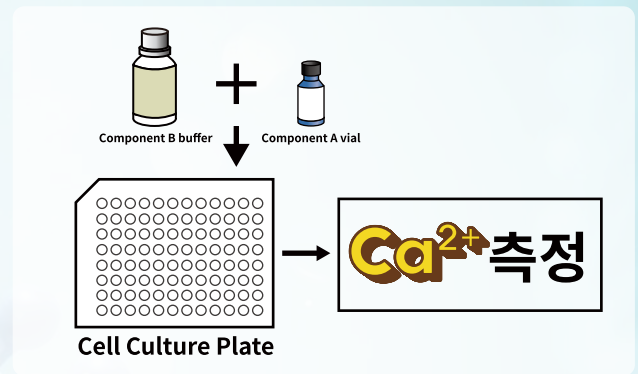 Component B buffer
Component A vial
Cell Culture Plate
Ca2+측정